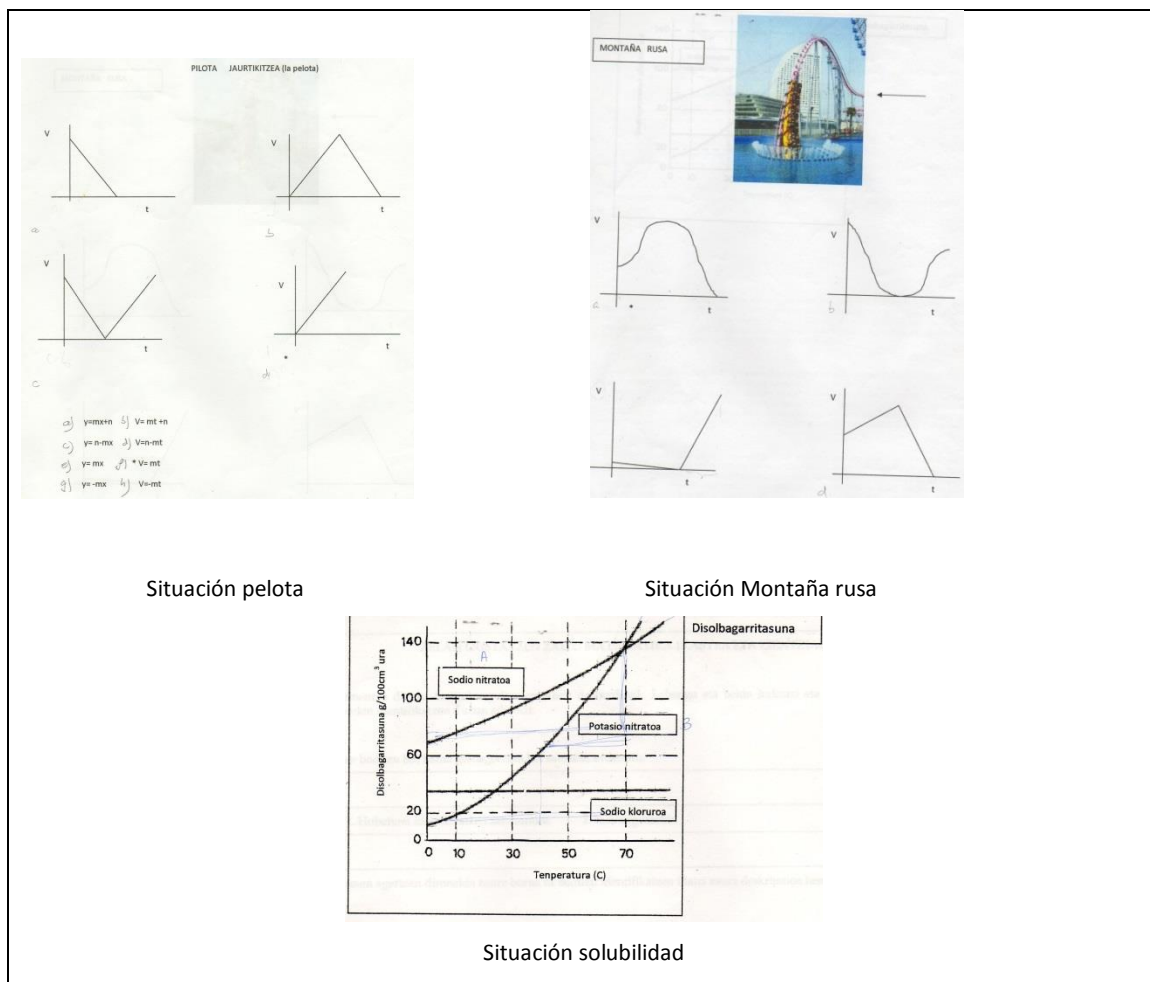 PILOTA JAURTIKITZEA (la pelota)
V
t
a
V
t
b
V
t
c
V
t
*
d
a) y=mx+n b) V= mt +n
c) y= n-mx d) V=n-mt
e) y= mx f) * V= mt
g) y= -mx h) V=-mt
MONTAÑA RUSA
V
t
a *
V
t
b
V
t
V
t
d
Situación pelota
Situación Montaña rusa
Disolbagarritasuna
Disolbagarritasuna g/100cm³ ura
140
100
60
20
0
A
Sodio nitratoa
Potasio nitratoa B
Sodio kloruroa
0 10 30 50 70
Tenperatura (C)
Situación solubilidad